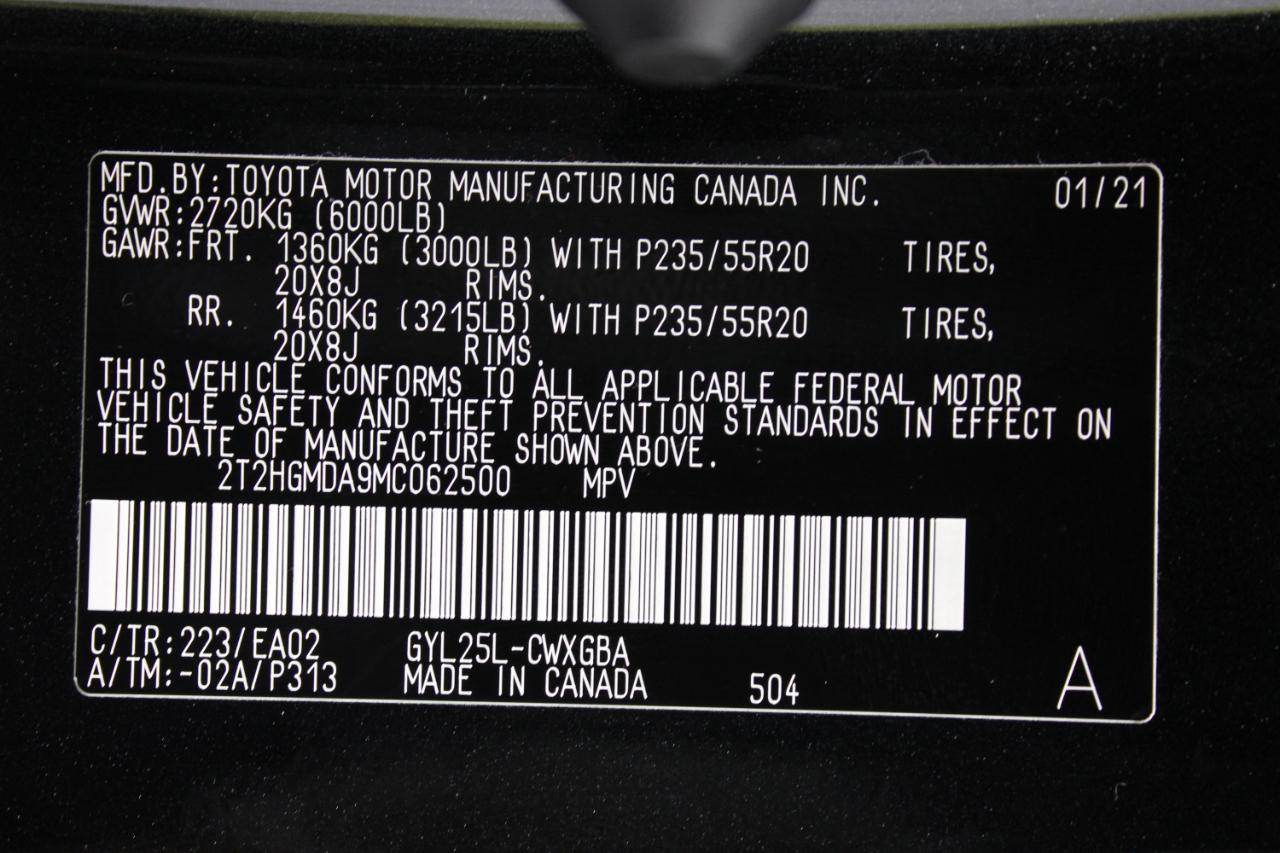 MFD.BY:TOYOTA MOTOR MANUFACTURING CANADA INC. 01/21
GVWR:2720KG (6000LB)
GAWR:FRT. 1360KG (3000LB) WITH P235/55R20 TIRES,
20X8J RIMS.
RR. 1460KG (3215LB) WITH P235/55R20 TIRES,
20X8J RIMS.
THIS VEHICLE CONFORMS TO ALL APPLICABLE FEDERAL MOTOR
VEHICLE SAFETY AND THEFT PREVENTION STANDARDS IN EFFECT ON
THE DATE OF MANUFACTURE SHOWN ABOVE.
2T2HGMDA9MC062500 MPV
C/TR:223/EA02 GYL25L-CWXGBA
A/TM:-02A/P313 MADE IN CANADA 504 A